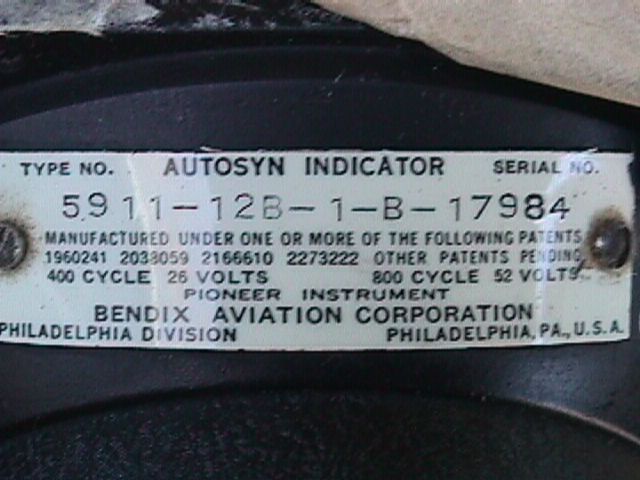 TYPE NO. AUTOSYN INDICATOR SERIAL NO.
5911-12B-1-B-17984
MANUFACTURED UNDER ONE OR MORE OF THE FOLLOWING PATENTS
1960241 2038059 2166610 2273222 OTHER PATENTS PENDING
400 CYCLE 26 VOLTS 800 CYCLE 52 VOLTS
PIONEER INSTRUMENT
BENDIX AVIATION CORPORATION
PHILADELPHIA DIVISION PHILADELPHIA, PA., U.S.A.